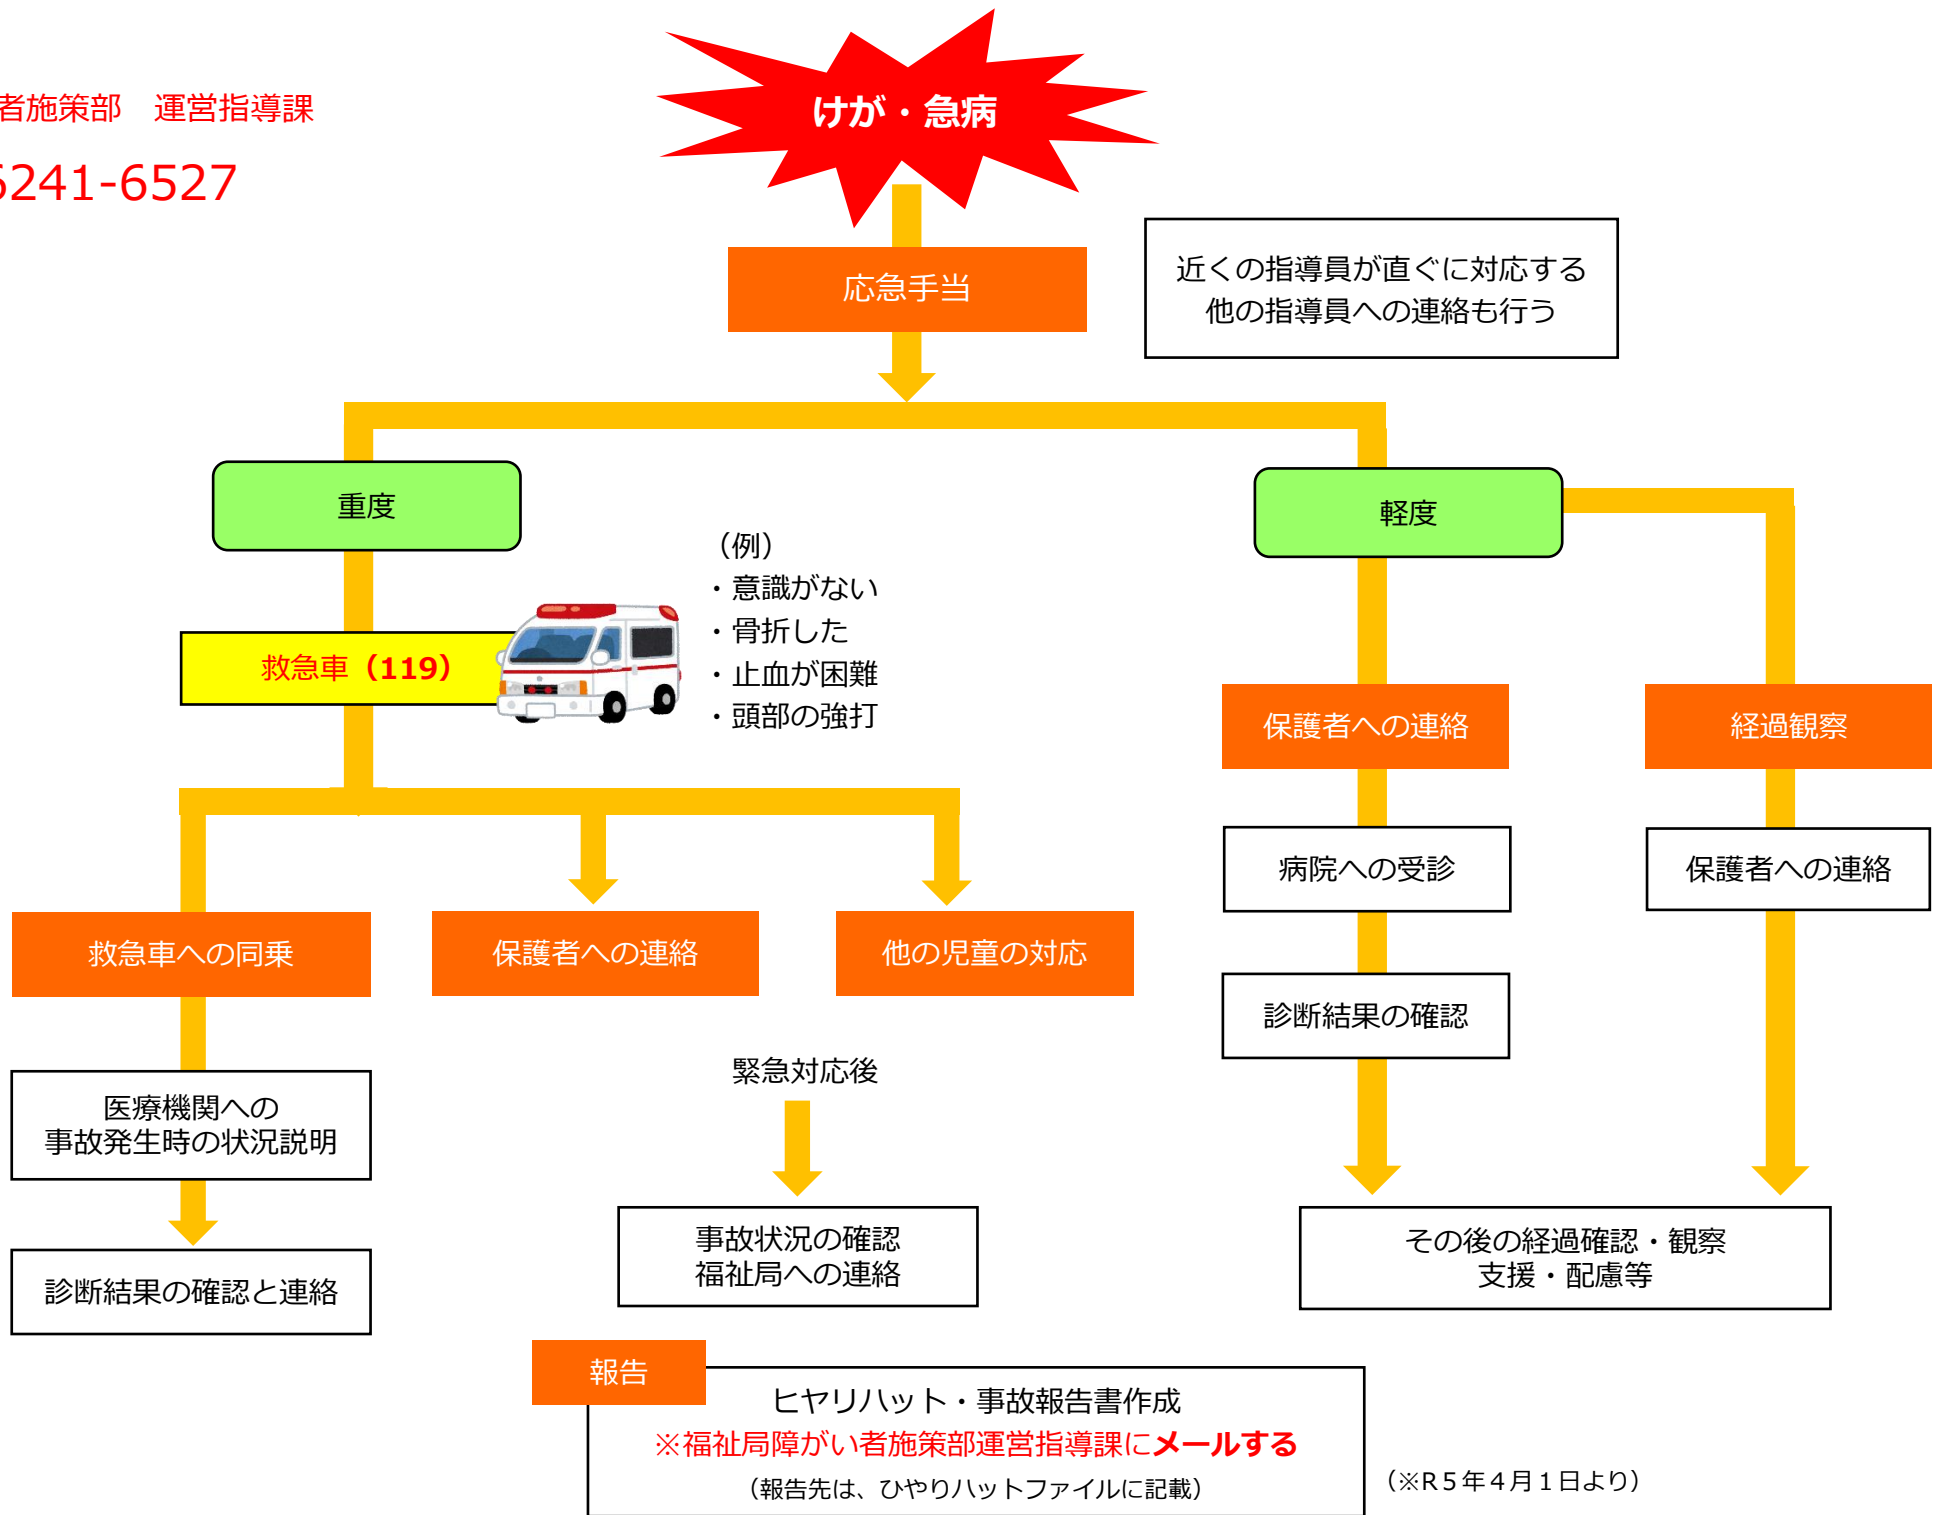 者施策部　運営指導課
6241-6527
けが・急病
応急手当
近くの指導員が直ぐに対応する
他の指導員への連絡も行う
重度
軽度
（例）
・意識がない
・骨折した
・止血が困難
・頭部の強打
救急車（119）
保護者への連絡
経過観察
病院への受診
保護者への連絡
救急車への同乗
保護者への連絡
他の児童の対応
診断結果の確認
緊急対応後
医療機関への
事故発生時の状況説明
事故状況の確認
福祉局への連絡
その後の経過確認・観察
支援・配慮等
診断結果の確認と連絡
報告
ヒヤリハット・事故報告書作成
※福祉局障がい者施策部運営指導課にメールする
（報告先は、ひやりハットファイルに記載）
（※R５年４月１日より）